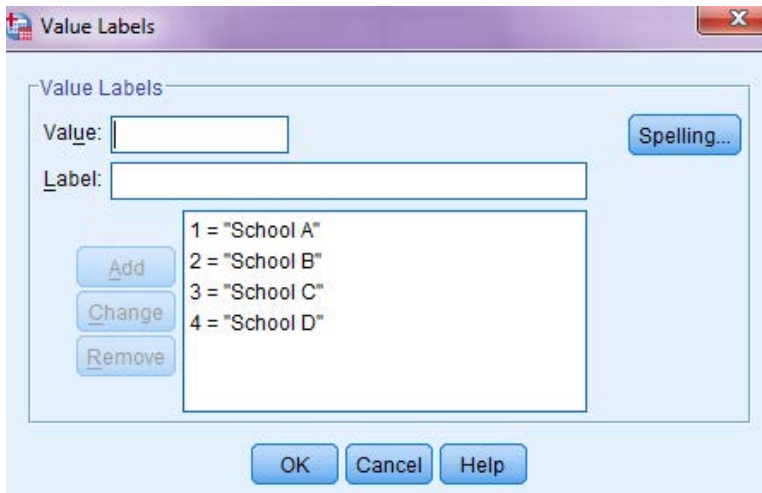 Value Labels
Value Labels
Value:
Spelling...
Label:
1 = "School A"
2 = "School B"
3 = "School C"
4 = "School D"
Add
Change
Remove
OK Cancel Help